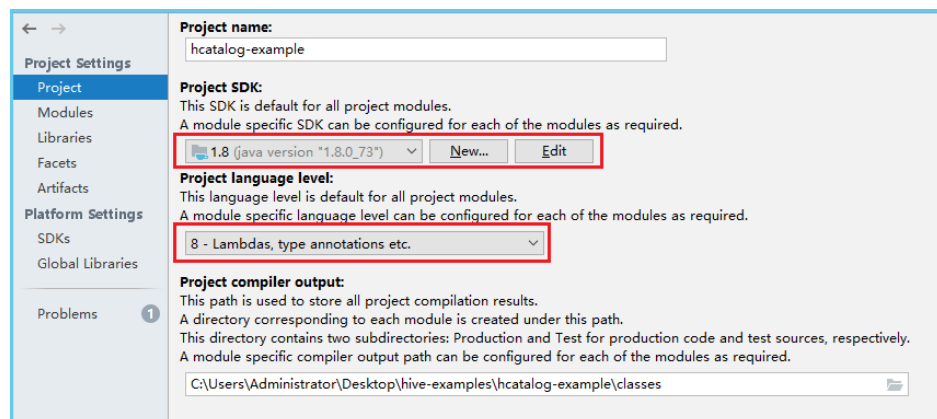 Project Settings
Project
Modules
Libraries
Facets
Artifacts
Platform Settings
SDKs
Global Libraries
Problems 1
Project name:
hcatalog-example
Project SDK:
This SDK is default for all project modules.
A module specific SDK can be configured for each of the modules as required.
1.8 (java version "1.8.0_73") New... Edit
Project language level:
This language level is default for all project modules.
A module specific language level can be configured for each of the modules as required.
8 - Lambdas, type annotations etc.
Project compiler output:
This path is used to store all project compilation results.
A directory corresponding to each module is created under this path.
This directory contains two subdirectories: Production and Test for production code and test sources, respectively.
A module specific compiler output path can be configured for each of the modules as required.
C:\Users\Administrator\Desktop\hive-examples\hcatalog-example\classes